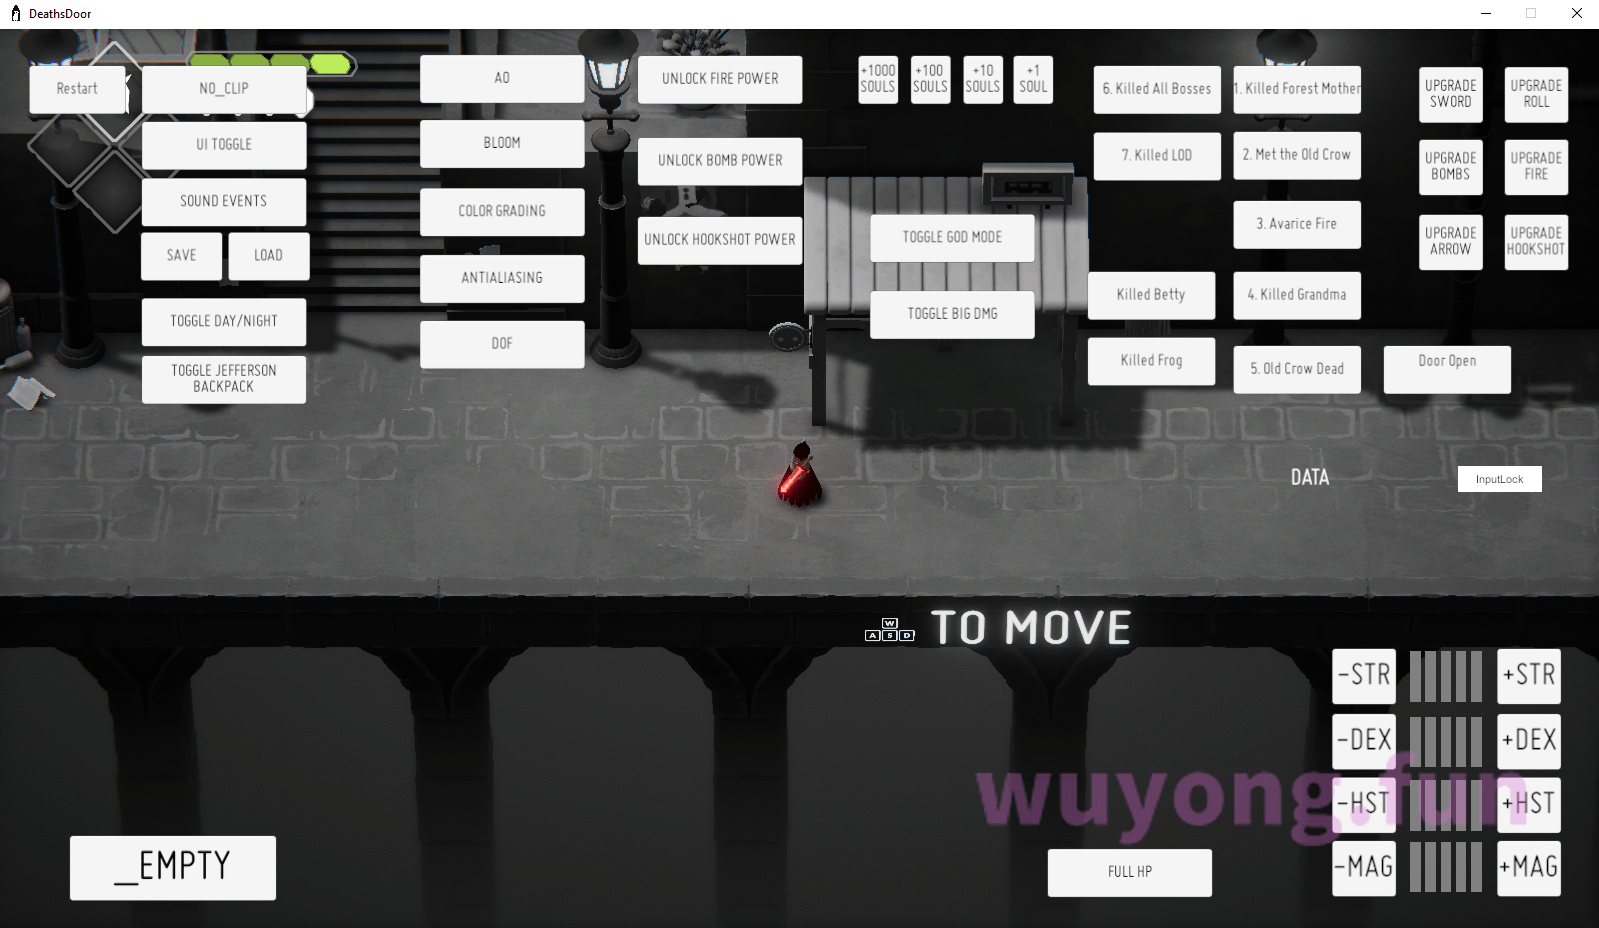 DeathsDoor
Restart
NO_CLIP
UI TOGGLE
SOUND EVENTS
SAVE
LOAD
TOGGLE DAY/NIGHT
TOGGLE JEFFERSON
BACKPACK
AO
BLOOM
COLOR GRADING
ANTIALIASING
DOF
UNLOCK FIRE POWER
UNLOCK BOMB POWER
UNLOCK HOOKSHOT POWER
+1000
SOULS
+100
SOULS
+10
SOULS
+1
SOUL
TOGGLE GOD MODE
TOGGLE BIG DMG
6. Killed All Bosses
7. Killed LOD
Killed Betty
Killed Frog
1. Killed Forest Mother
2. Met the Old Crow
3. Avarice Fire
4. Killed Grandma
5. Old Crow Dead
Door Open
UPGRADE
SWORD
UPGRADE
ROLL
UPGRADE
BOMBS
UPGRADE
FIRE
UPGRADE
ARROW
UPGRADE
HOOKSHOT
DATA
InputLock
W
A S D
TO MOVE
-STR
+STR
-DEX
+DEX
-HST
+HST
-MAG
+MAG
wuyong.fun
_EMPTY
FULL HP